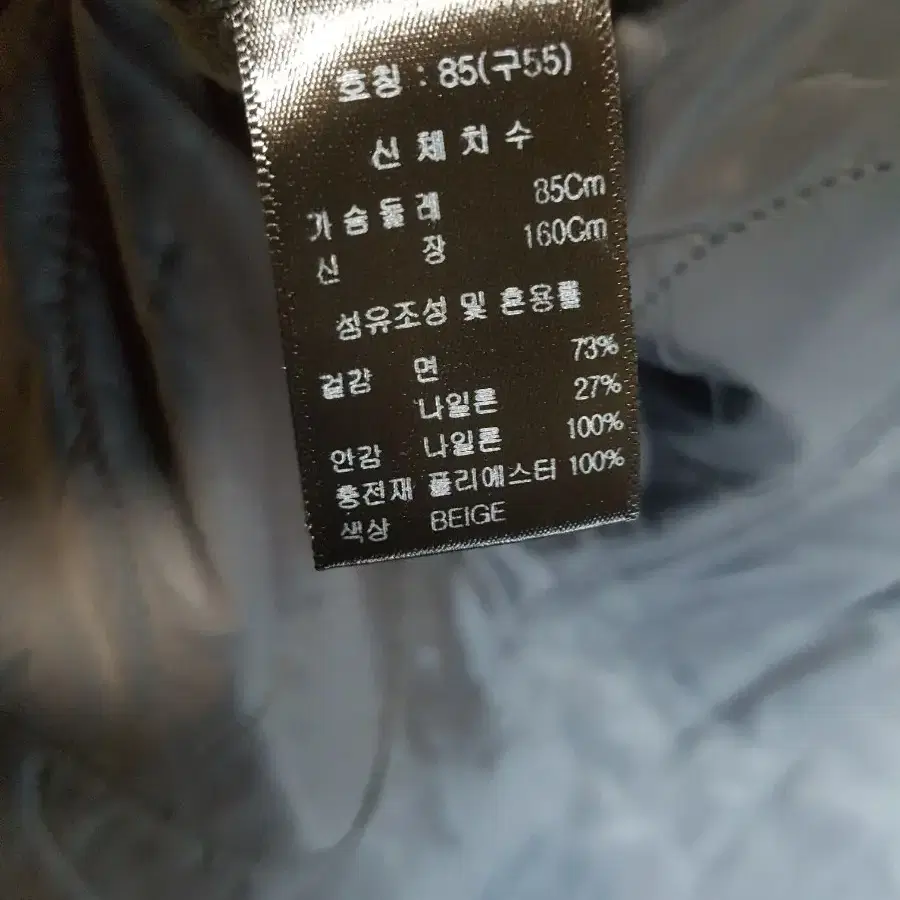 호칭 : 85(구55)
신체치수
가슴둘레 85Cm
신 장 160Cm
섬유조성 및 혼용률
겉감 면 73%
나일론 27%
안감 나일론 100%
충전재 폴리에스터 100%
색상 BEIGE